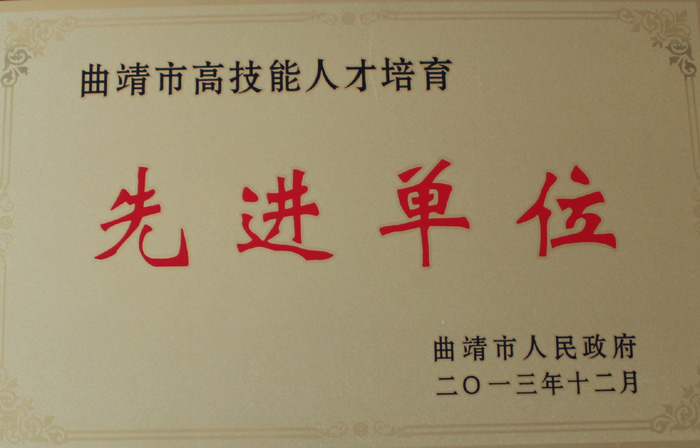 曲靖市高技能人才培育
先进单位
曲靖市人民政府
二〇一三年十二月